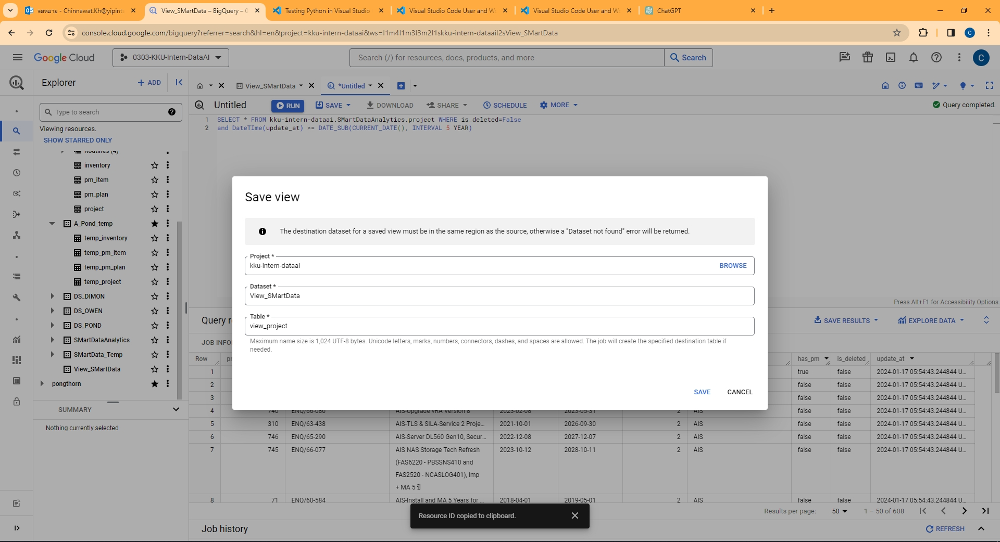 จดหมาย - Chinnawat.Kh@yipints
View_SMartData – BigQuery – 0
Testing Python in Visual Studio
Visual Studio Code User and Wo
Visual Studio Code User and Wo
ChatGPT
console.cloud.google.com/bigquery?referrer=search&hl=en&project=kku-intern-dataai&ws=!1m4!1m3!3m2!1skku-intern-dataai!2sView_SMartData
C
Google Cloud
0303-KKU-Intern-DataAI
Search (/) for resources, docs, products, and more
Search
C
Explorer
+ ADD
View_SMartData
*Untitled
Untitled
RUN
SAVE
DOWNLOAD
SHARE
SCHEDULE
MORE
Query completed.
Type to search
Viewing resources.
SHOW STARRED ONLY
1 SELECT * FROM kku-intern-dataai.SMartDataAnalytics.project WHERE is_deleted=False
2 and DateTIme(update_at) >= DATE_SUB(CURRENT_DATE(), INTERVAL 5 YEAR)
Routines (4)
inventory
pm_item
pm_plan
project
A_Pond_temp
temp_inventory
temp_pm_item
temp_pm_plan
temp_project
DS_DIMON
DS_OWEN
DS_POND
SMartDataAnalytics
SMartData_Temp
View_SMartData
pongthorn
SUMMARY
Nothing currently selected
Save view
The destination dataset for a saved view must be in the same region as the source, otherwise a "Dataset not found" error will be returned.
Project *
kku-intern-dataai
BROWSE
Dataset *
View_SMartData
Table *
view_project
Maximum name size is 1,024 UTF-8 bytes. Unicode letters, marks, numbers, connectors, dashes, and spaces are allowed. The job will create the specified destination table if
needed.
SAVE
CANCEL
Press Alt+F1 for Accessibility Options.
Query re
SAVE RESULTS
EXPLORE DATA
JOB INFO
Row pr has_pm is_deleted update_at
1 true false 2024-01-17 05:54:43.244844 U...
2 false false 2024-01-17 05:54:43.244844 U...
3 false false 2024-01-17 05:54:43.244844 U...
4 740 ENQ/66-080 AIS-Upgrade vRA Version 8 2023-02-08 2023-05-31 2 AIS false false 2024-01-17 05:54:43.244844 U...
5 310 ENQ/63-438 AIS-TLS & SILA-Service 2 Proje... 2021-10-01 2026-09-30 2 AIS false false 2024-01-17 05:54:43.244844 U...
6 746 ENQ/65-290 AIS-Server DL560 Gen10, Secur... 2022-12-08 2027-12-07 2 AIS false false 2024-01-17 05:54:43.244844 U...
7 745 ENQ/66-077 AIS NAS Storage Tech Refresh 2023-10-12 2028-10-11 2 AIS false false 2024-01-17 05:54:43.244844 U...
(FAS6220 - PBSSNS410 and
FAS2520 - NCASLOG401), Imp
+ MA 5 ปี
8 71 ENQ/60-584 AIS-Install and MA 5 Years for ... 2018-04-01 2019-05-01 2 AIS false false 2024-01-17 05:54:43.244844 U...
Results per page: 50 1 – 50 of 608
Resource ID copied to clipboard.
Job history
REFRESH